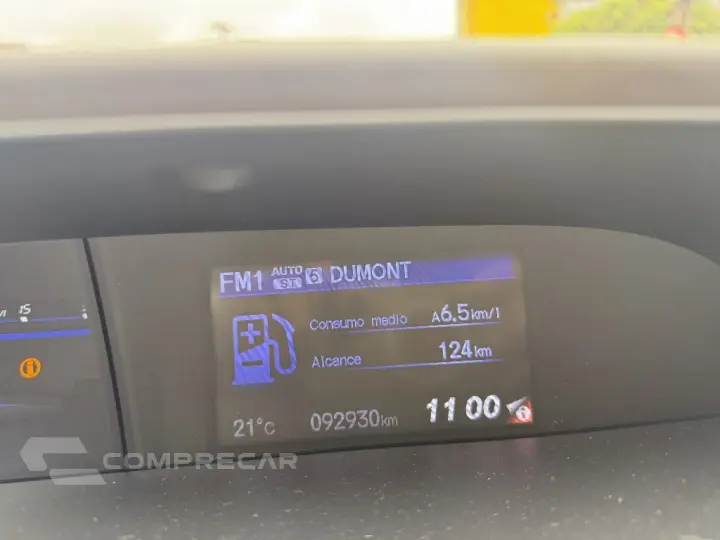 FM1 AUTO ST 6 DUMONT
Consumo medio A6.5km/l
Alcance 124km
21°C 092930km 11 00
15
COMPRECAR